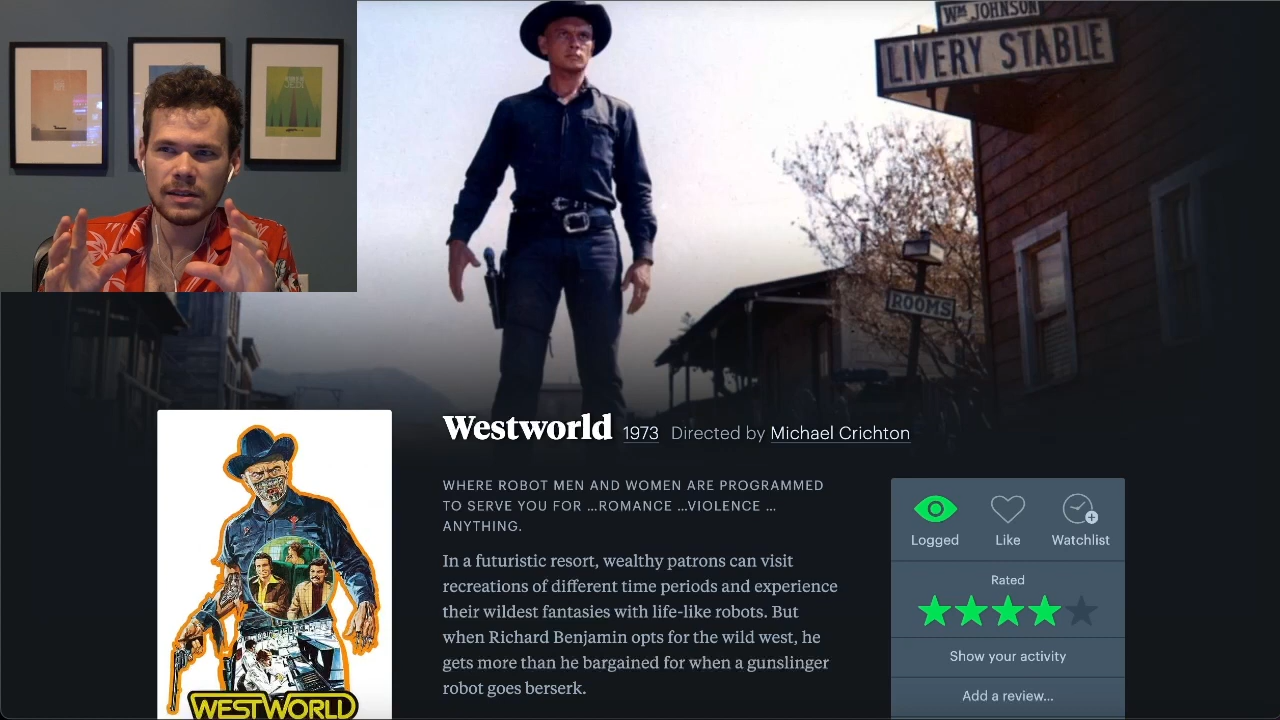 WM JOHNSON
LIVERY STABLE
ROOMS
Westworld 1973 Directed by Michael Crichton
WHERE ROBOT MEN AND WOMEN ARE PROGRAMMED
TO SERVE YOU FOR ...ROMANCE ...VIOLENCE ...
ANYTHING.
In a futuristic resort, wealthy patrons can visit
recreations of different time periods and experience
their wildest fantasies with life-like robots. But
when Richard Benjamin opts for the wild west, he
gets more than he bargained for when a gunslinger
robot goes berserk.
Logged Like Watchlist
Rated
Show your activity
Add a review...
WESTWORLD